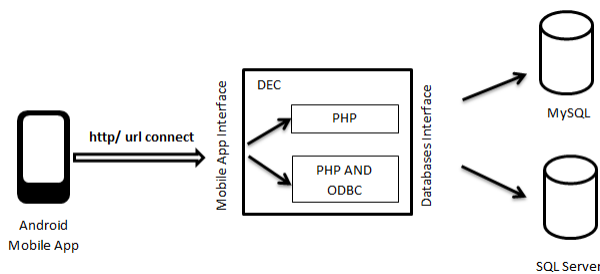 Android
Mobile App
http/ url connect
Mobile App Interface
DEC
PHP
PHP AND
ODBC
Databases Interface
MySQL
SQL Server